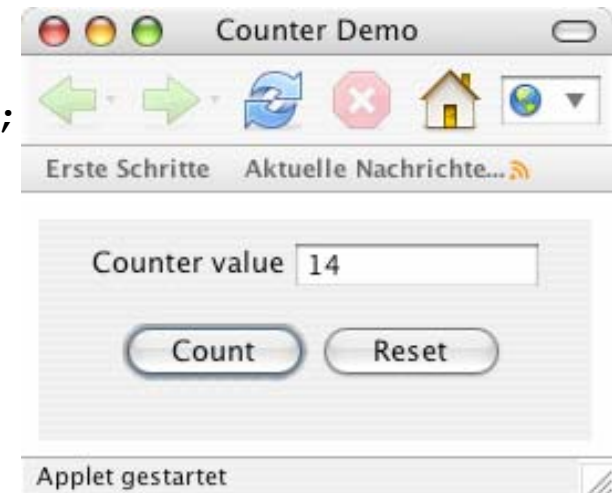 Counter Demo
;
Erste Schritte Aktuelle Nachrichte...
Counter value 14
Count Reset
Applet gestartet